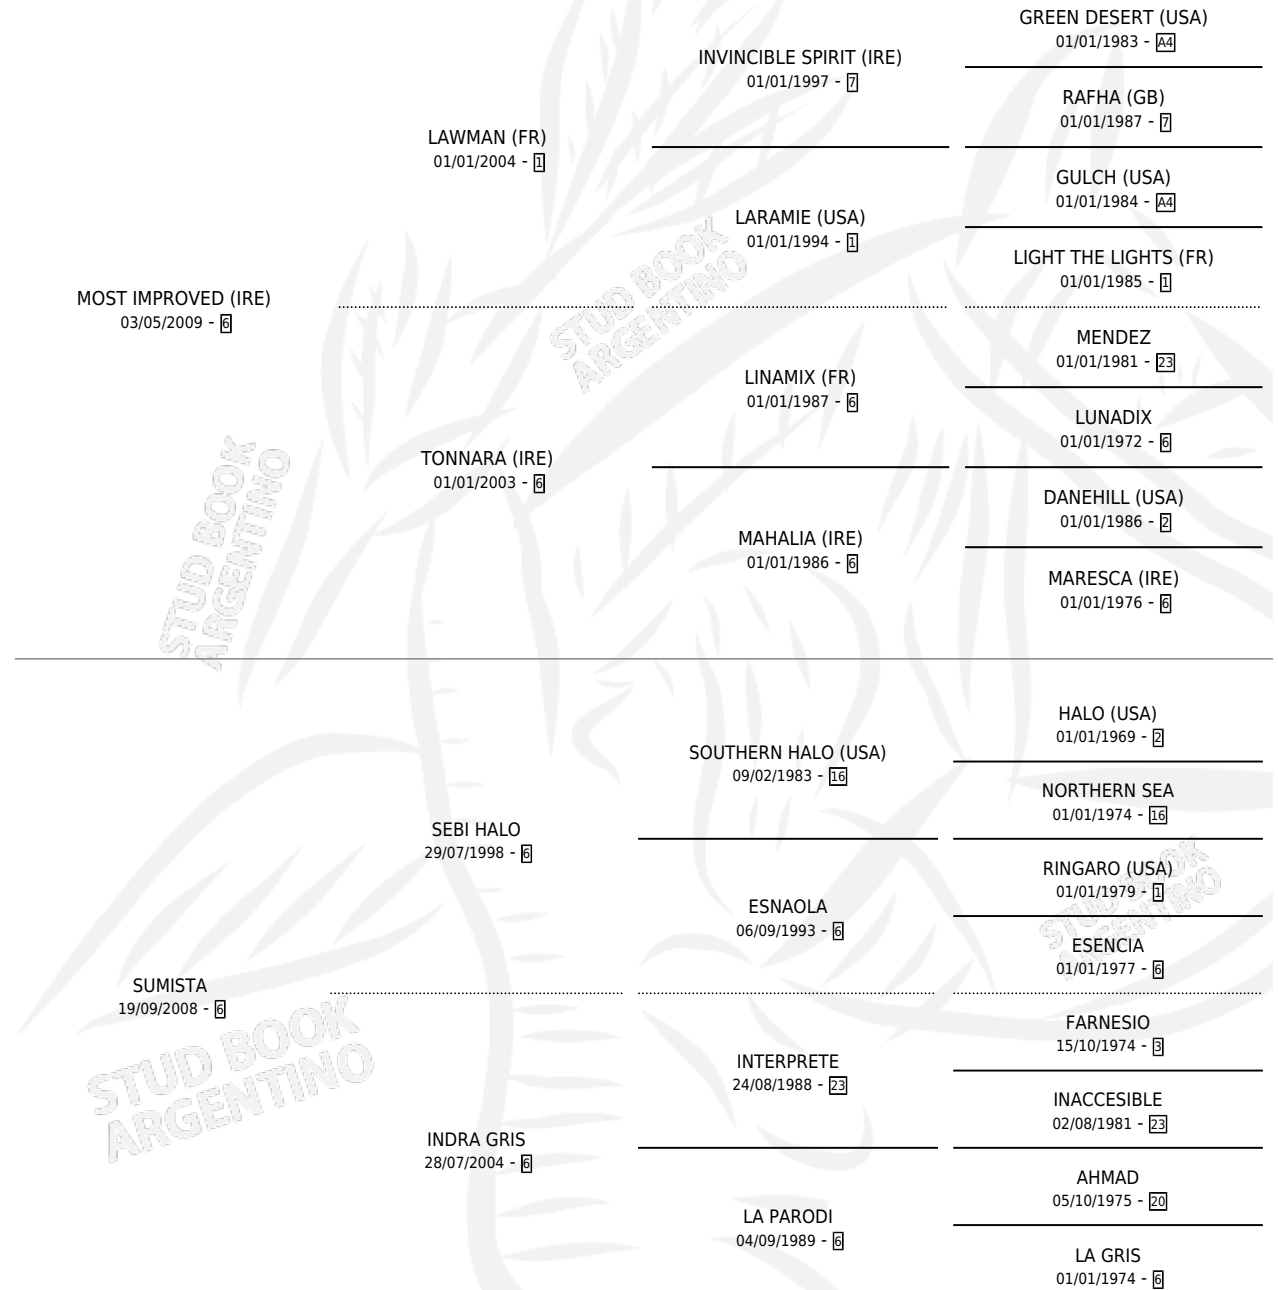 GREEN DESERT (USA)
01/01/1983 - A4
INVINCIBLE SPIRIT (IRE)
01/01/1997 - 7
RAFHA (GB)
01/01/1987 - 7
LAWMAN (FR)
01/01/2004 - 1
GULCH (USA)
01/01/1984 - A4
LARAMIE (USA)
01/01/1994 - 1
LIGHT THE LIGHTS (FR)
01/01/1985 - 1
MOST IMPROVED (IRE)
03/05/2009 - 6
MENDEZ
01/01/1981 - 23
LINAMIX (FR)
01/01/1987 - 6
LUNADIX
01/01/1972 - 6
TONNARA (IRE)
01/01/2003 - 6
DANEHILL (USA)
01/01/1986 - 2
MAHALIA (IRE)
01/01/1986 - 6
MARESCA (IRE)
01/01/1976 - 6
HALO (USA)
01/01/1969 - 2
SOUTHERN HALO (USA)
09/02/1983 - 16
NORTHERN SEA
01/01/1974 - 16
SEBI HALO
29/07/1998 - 6
RINGARO (USA)
01/01/1979 - 1
ESNAOLA
06/09/1993 - 6
ESENCIA
01/01/1977 - 6
SUMISTA
19/09/2008 - 6
FARNESIO
15/10/1974 - 3
INTERPRETE
24/08/1988 - 23
INACCESIBLE
02/08/1981 - 23
INDRA GRIS
28/07/2004 - 6
AHMAD
05/10/1975 - 20
LA PARODI
04/09/1989 - 6
LA GRIS
01/01/1974 - 6
STUD BOOK
ARGENTINO
STUD BOOK
ARGENTINO
STUD BOOK
ARGENTINO
STUD BOOK
ARGENTINO